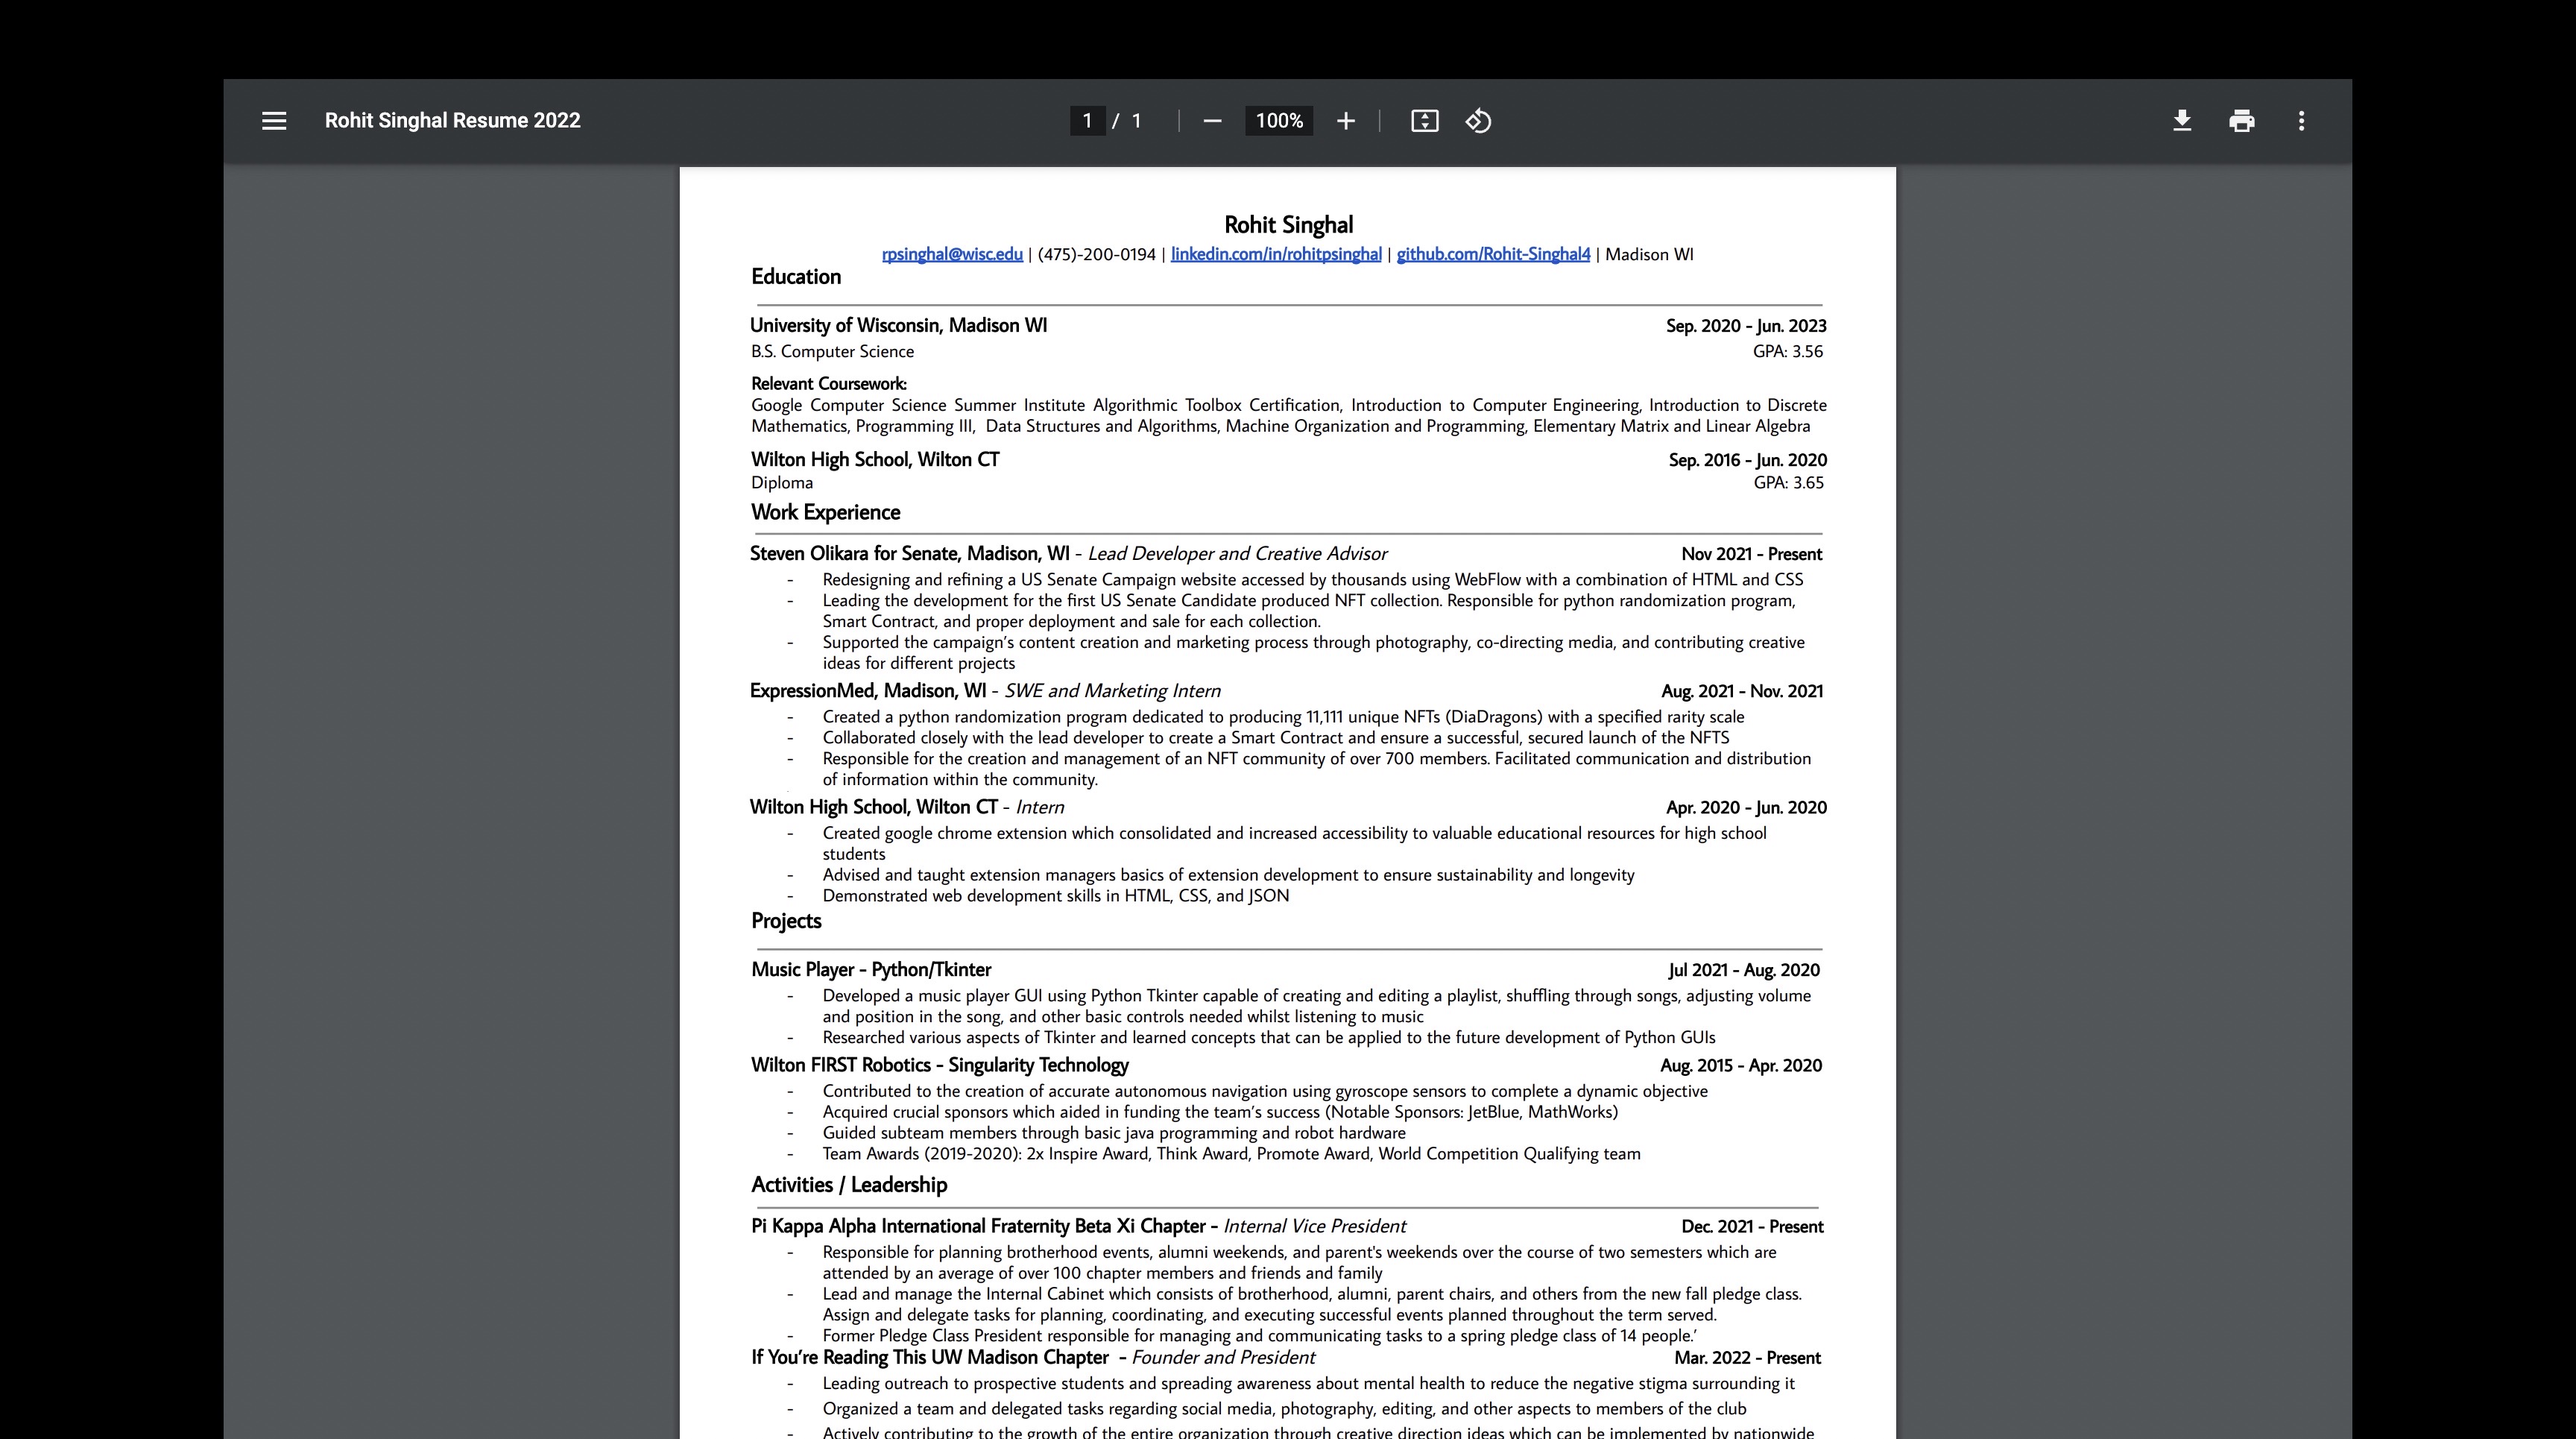 Rohit Singhal Resume 2022
1 / 1
100%
Rohit Singhal
rpsinghal@wisc.edu | (475)-200-0194 | linkedin.com/in/rohitpsinghal | github.com/Rohit-Singhal4 | Madison WI
Education
University of Wisconsin, Madison WI Sep. 2020 - Jun. 2023
B.S. Computer Science GPA: 3.56
Relevant Coursework:
Google Computer Science Summer Institute Algorithmic Toolbox Certification, Introduction to Computer Engineering, Introduction to Discrete
Mathematics, Programming III, Data Structures and Algorithms, Machine Organization and Programming, Elementary Matrix and Linear Algebra
Wilton High School, Wilton CT Sep. 2016 - Jun. 2020
Diploma GPA: 3.65
Work Experience
Steven Olikara for Senate, Madison, WI - Lead Developer and Creative Advisor Nov 2021 - Present
- Redesigning and refining a US Senate Campaign website accessed by thousands using WebFlow with a combination of HTML and CSS
- Leading the development for the first US Senate Candidate produced NFT collection. Responsible for python randomization program,
Smart Contract, and proper deployment and sale for each collection.
- Supported the campaign's content creation and marketing process through photography, co-directing media, and contributing creative
ideas for different projects
ExpressionMed, Madison, WI - SWE and Marketing Intern Aug. 2021 - Nov. 2021
- Created a python randomization program dedicated to producing 11,111 unique NFTs (DiaDragons) with a specified rarity scale
- Collaborated closely with the lead developer to create a Smart Contract and ensure a successful, secured launch of the NFTS
- Responsible for the creation and management of an NFT community of over 700 members. Facilitated communication and distribution
of information within the community.
Wilton High School, Wilton CT - Intern Apr. 2020 - Jun. 2020
- Created google chrome extension which consolidated and increased accessibility to valuable educational resources for high school
students
- Advised and taught extension managers basics of extension development to ensure sustainability and longevity
- Demonstrated web development skills in HTML, CSS, and JSON
Projects
Music Player - Python/Tkinter Jul 2021 - Aug. 2020
- Developed a music player GUI using Python Tkinter capable of creating and editing a playlist, shuffling through songs, adjusting volume
and position in the song, and other basic controls needed whilst listening to music
- Researched various aspects of Tkinter and learned concepts that can be applied to the future development of Python GUIs
Wilton FIRST Robotics - Singularity Technology Aug. 2015 - Apr. 2020
- Contributed to the creation of accurate autonomous navigation using gyroscope sensors to complete a dynamic objective
- Acquired crucial sponsors which aided in funding the team's success (Notable Sponsors: JetBlue, MathWorks)
- Guided subteam members through basic java programming and robot hardware
- Team Awards (2019-2020): 2x Inspire Award, Think Award, Promote Award, World Competition Qualifying team
Activities / Leadership
Pi Kappa Alpha International Fraternity Beta Xi Chapter - Internal Vice President Dec. 2021 - Present
- Responsible for planning brotherhood events, alumni weekends, and parent's weekends over the course of two semesters which are
attended by an average of over 100 chapter members and friends and family
- Lead and manage the Internal Cabinet which consists of brotherhood, alumni, parent chairs, and others from the new fall pledge class.
Assign and delegate tasks for planning, coordinating, and executing successful events planned throughout the term served.
- Former Pledge Class President responsible for managing and communicating tasks to a spring pledge class of 14 people.'
If You're Reading This UW Madison Chapter - Founder and President Mar. 2022 - Present
- Leading outreach to prospective students and spreading awareness about mental health to reduce the negative stigma surrounding it
- Organized a team and delegated tasks regarding social media, photography, editing, and other aspects to members of the club
- Actively contributing to the growth of the entire organization through creative direction ideas which can be implemented by nationwide